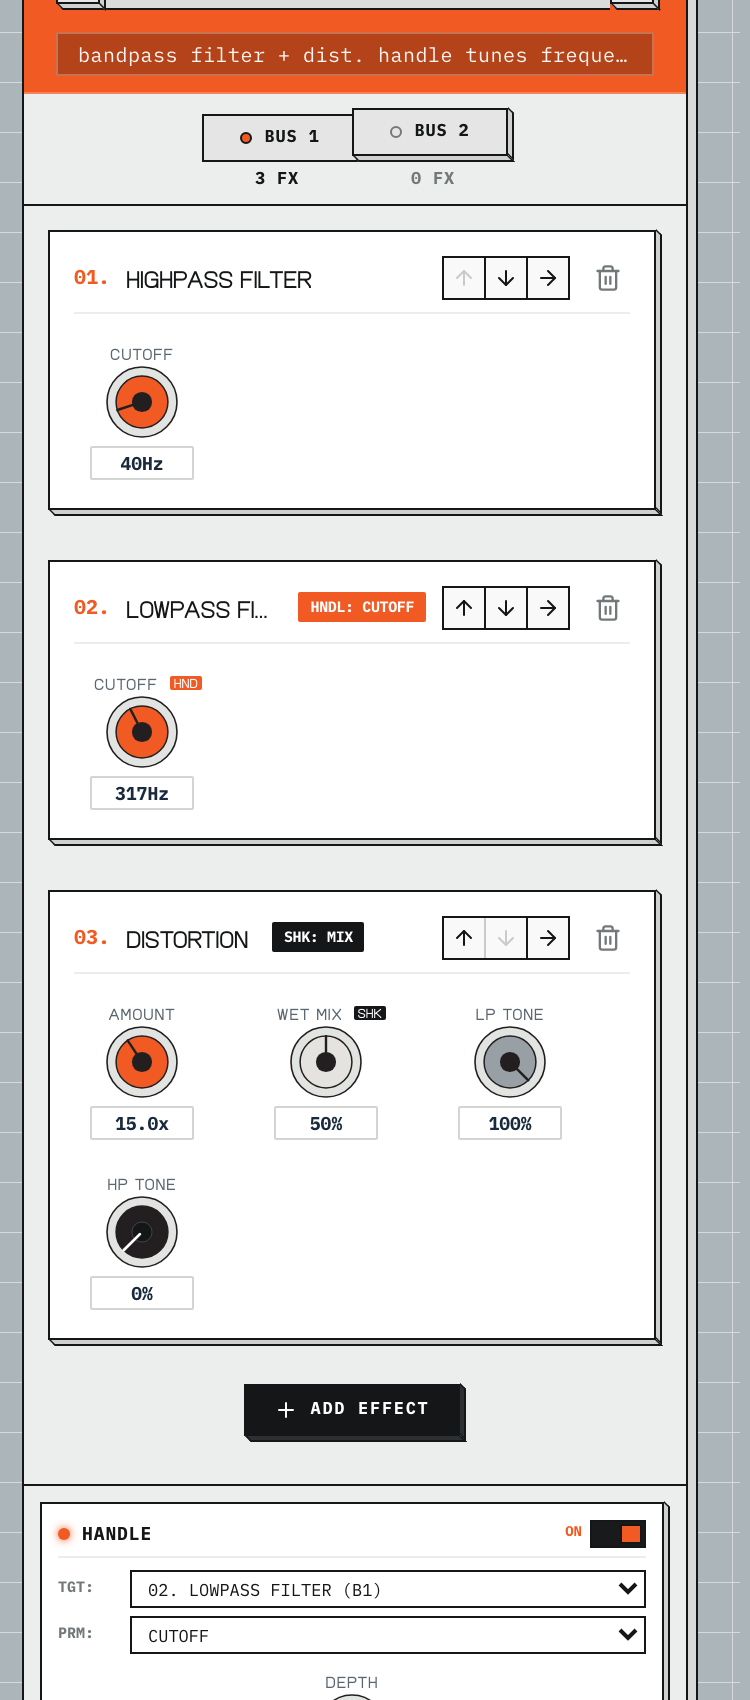 bandpass filter + dist. handle tunes freque…
BUS 1
BUS 2
3 FX
0 FX
01. HIGHPASS FILTER
CUTOFF
40Hz
02. LOWPASS FI... HNDL: CUTOFF
CUTOFF HND
317Hz
03. DISTORTION SHK: MIX
AMOUNT WET MIX SHK LP TONE
15.0x 50% 100%
HP TONE
0%
+ ADD EFFECT
HANDLE ON
TGT: 02. LOWPASS FILTER (B1)
PRM: CUTOFF
DEPTH